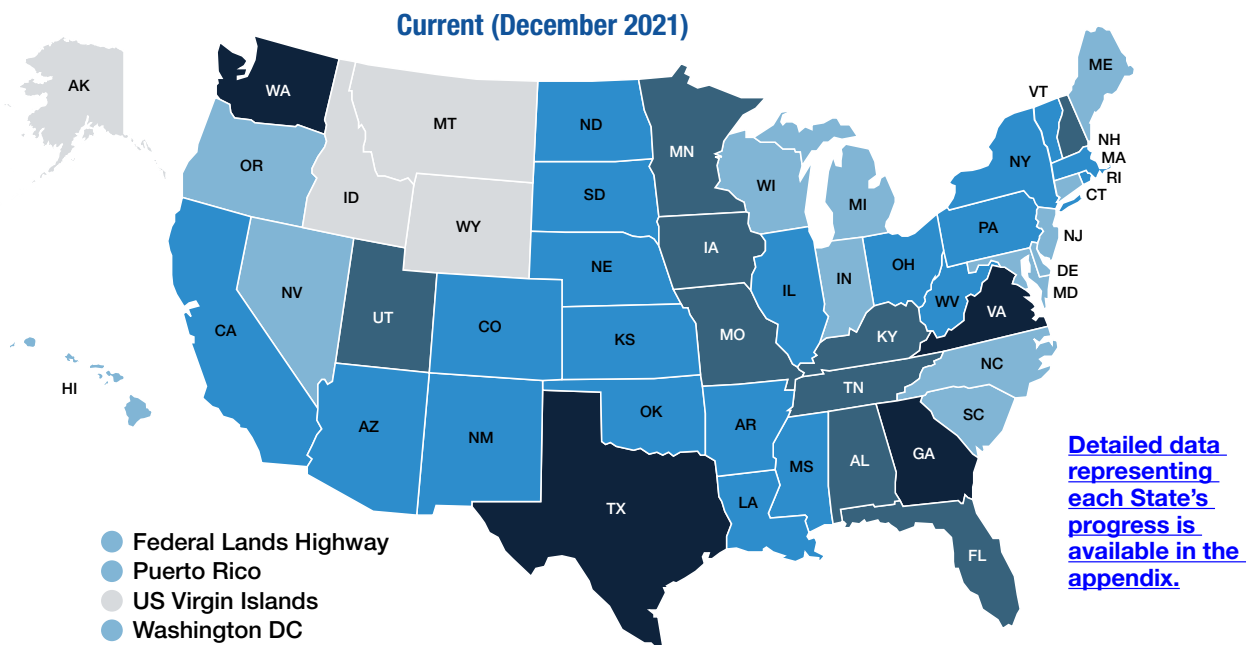 Current (December 2021)
AK
WA
MT
ND
MN
VT
ME
NH
OR
ID
SD
WI
MI
NY
MA
RI
CT
WY
IA
PA
NJ
NE
IL
IN
OH
DE
MD
NV
UT
CO
KS
MO
KY
WV
VA
CA
HI
AZ
NM
OK
AR
TN
NC
SC
TX
LA
MS
AL
GA
FL
Detailed data
representing
each State’s
progress is
available in the
appendix.
Federal Lands Highway
Puerto Rico
US Virgin Islands
Washington DC